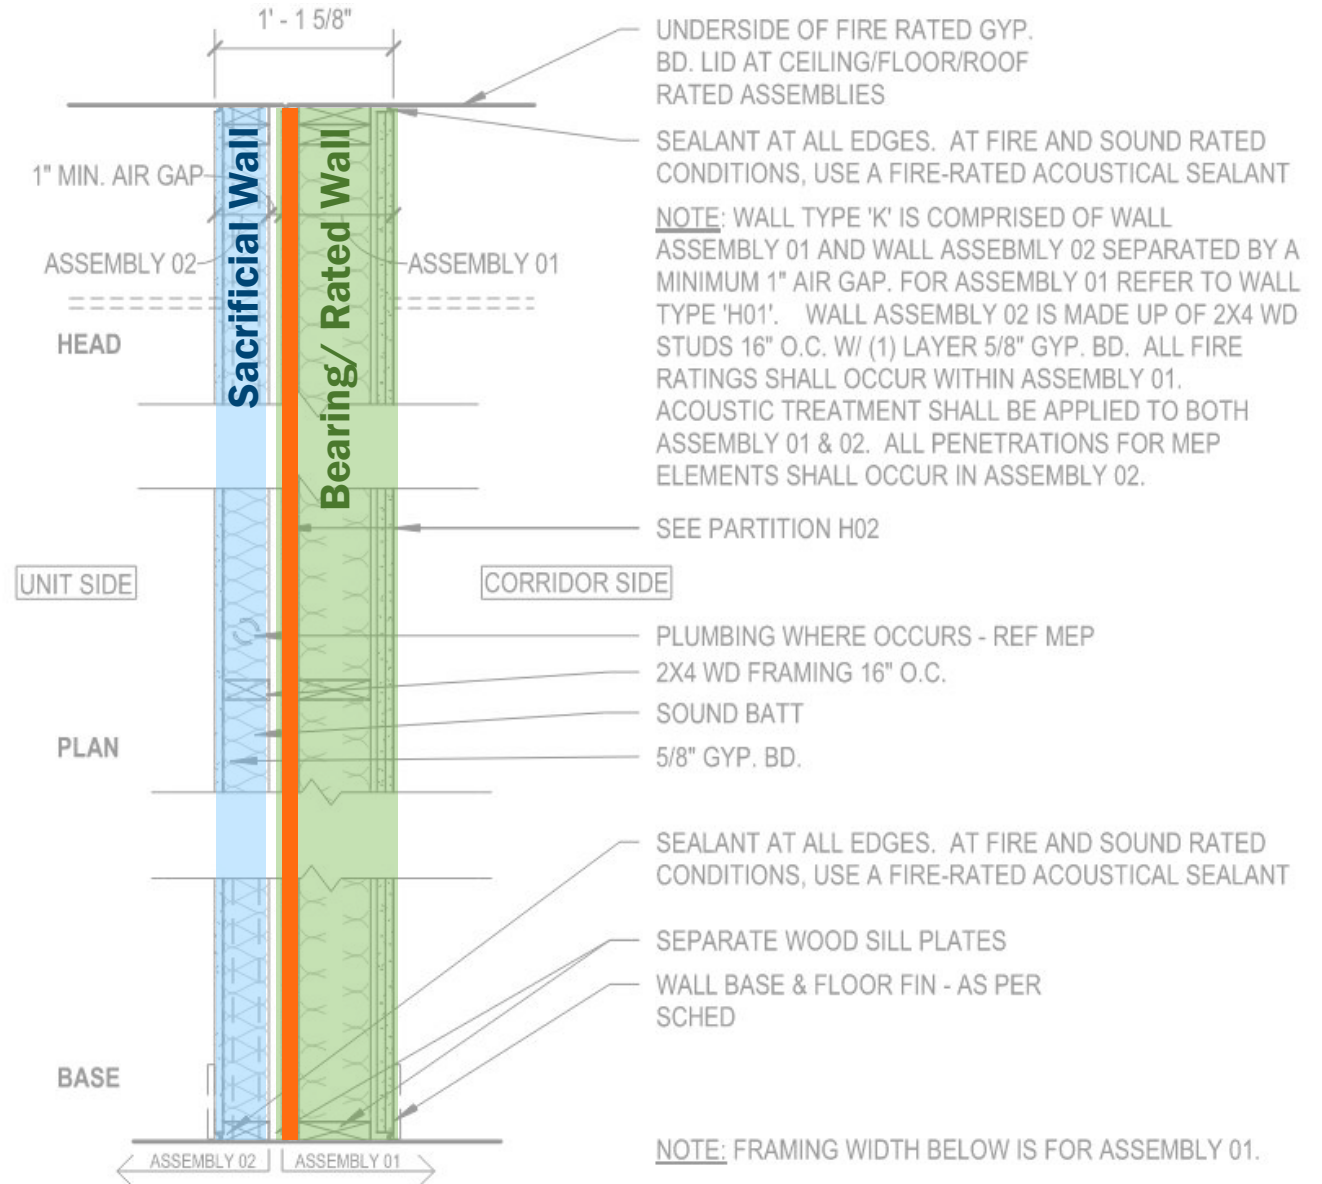 1' - 1 5/8"
UNDERSIDE OF FIRE RATED GYP.
BD. LID AT CEILING/FLOOR/ROOF
RATED ASSEMBLIES
SEALANT AT ALL EDGES. AT FIRE AND SOUND RATED
CONDITIONS, USE A FIRE-RATED ACOUSTICAL SEALANT
1" MIN. AIR GAP
ASSEMBLY 02
ASSEMBLY 01
HEAD
Sacrificial Wall
Bearing/ Rated Wall
NOTE: WALL TYPE 'K' IS COMPRISED OF WALL
ASSEMBLY 01 AND WALL ASSEBMLY 02 SEPARATED BY A
MINIMUM 1" AIR GAP. FOR ASSEMBLY 01 REFER TO WALL
TYPE 'H01'. WALL ASSEMBLY 02 IS MADE UP OF 2X4 WD
STUDS 16" O.C. W/ (1) LAYER 5/8" GYP. BD. ALL FIRE
RATINGS SHALL OCCUR WITHIN ASSEMBLY 01.
ACOUSTIC TREATMENT SHALL BE APPLIED TO BOTH
ASSEMBLY 01 & 02. ALL PENETRATIONS FOR MEP
ELEMENTS SHALL OCCUR IN ASSEMBLY 02.
SEE PARTITION H02
UNIT SIDE
CORRIDOR SIDE
PLUMBING WHERE OCCURS - REF MEP
2X4 WD FRAMING 16" O.C.
SOUND BATT
PLAN
5/8" GYP. BD.
SEALANT AT ALL EDGES. AT FIRE AND SOUND RATED
CONDITIONS, USE A FIRE-RATED ACOUSTICAL SEALANT
SEPARATE WOOD SILL PLATES
WALL BASE & FLOOR FIN - AS PER
SCHED
BASE
NOTE: FRAMING WIDTH BELOW IS FOR ASSEMBLY 01.
ASSEMBLY 02
ASSEMBLY 01